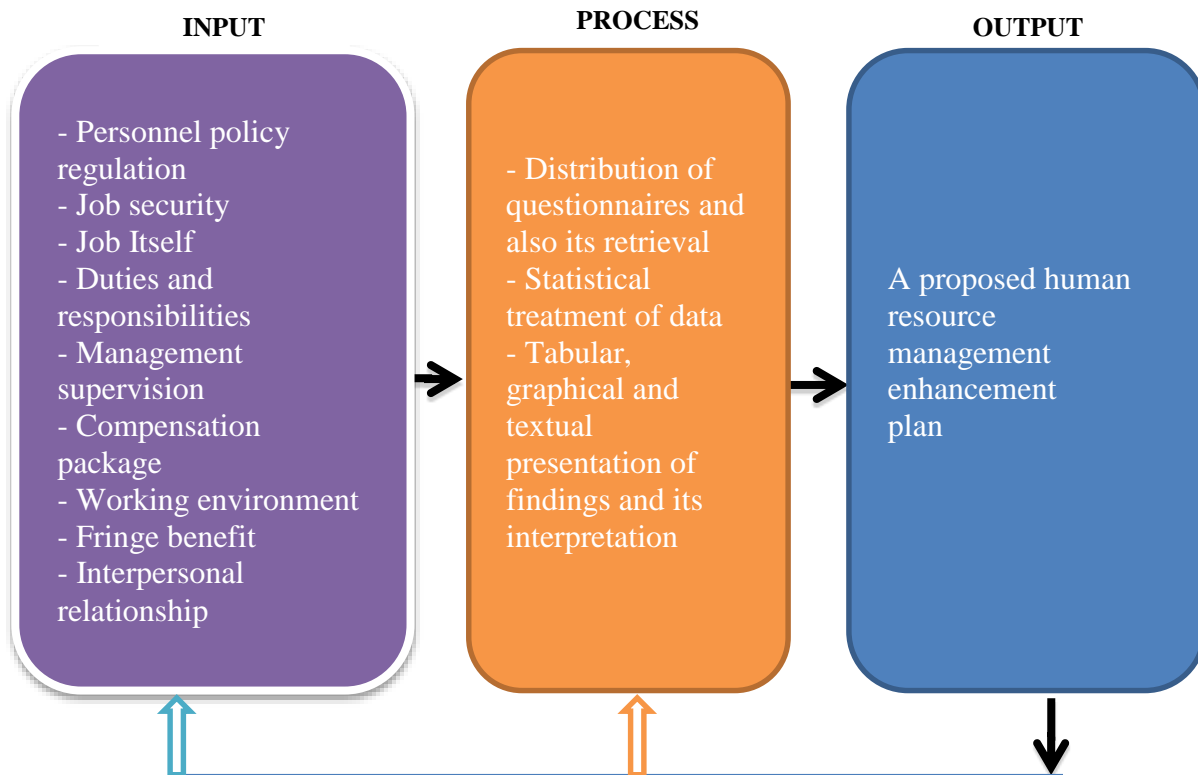 INPUT
- Personnel policy
regulation
- Job security
- Job Itself
- Duties and
responsibilities
- Management
supervision
- Compensation
package
- Working environment
- Fringe benefit
- Interpersonal
relationship
PROCESS
- Distribution of
questionnaires and
also its retrieval
- Statistical
treatment of data
- Tabular,
graphical and
textual
presentation of
findings and its
interpretation
OUTPUT
A proposed human
resource
management
enhancement
plan